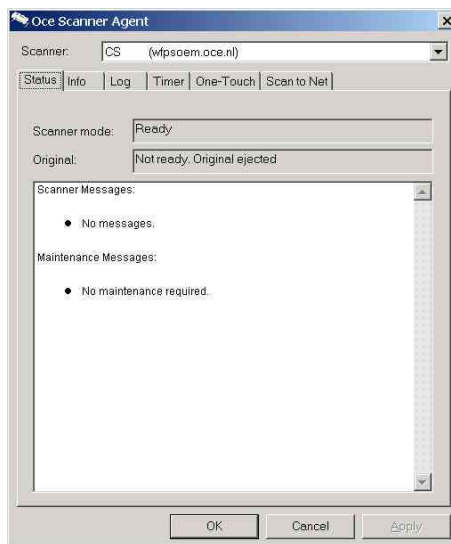 Oce Scanner Agent
Scanner: CS (wfpsoem.oce.nl)
Status Info Log Timer One-Touch Scan to Net
Scanner mode: Ready
Original: Not ready. Original ejected
Scanner Messages:
• No messages.
Maintenance Messages:
• No maintenance required.
OK Cancel Apply